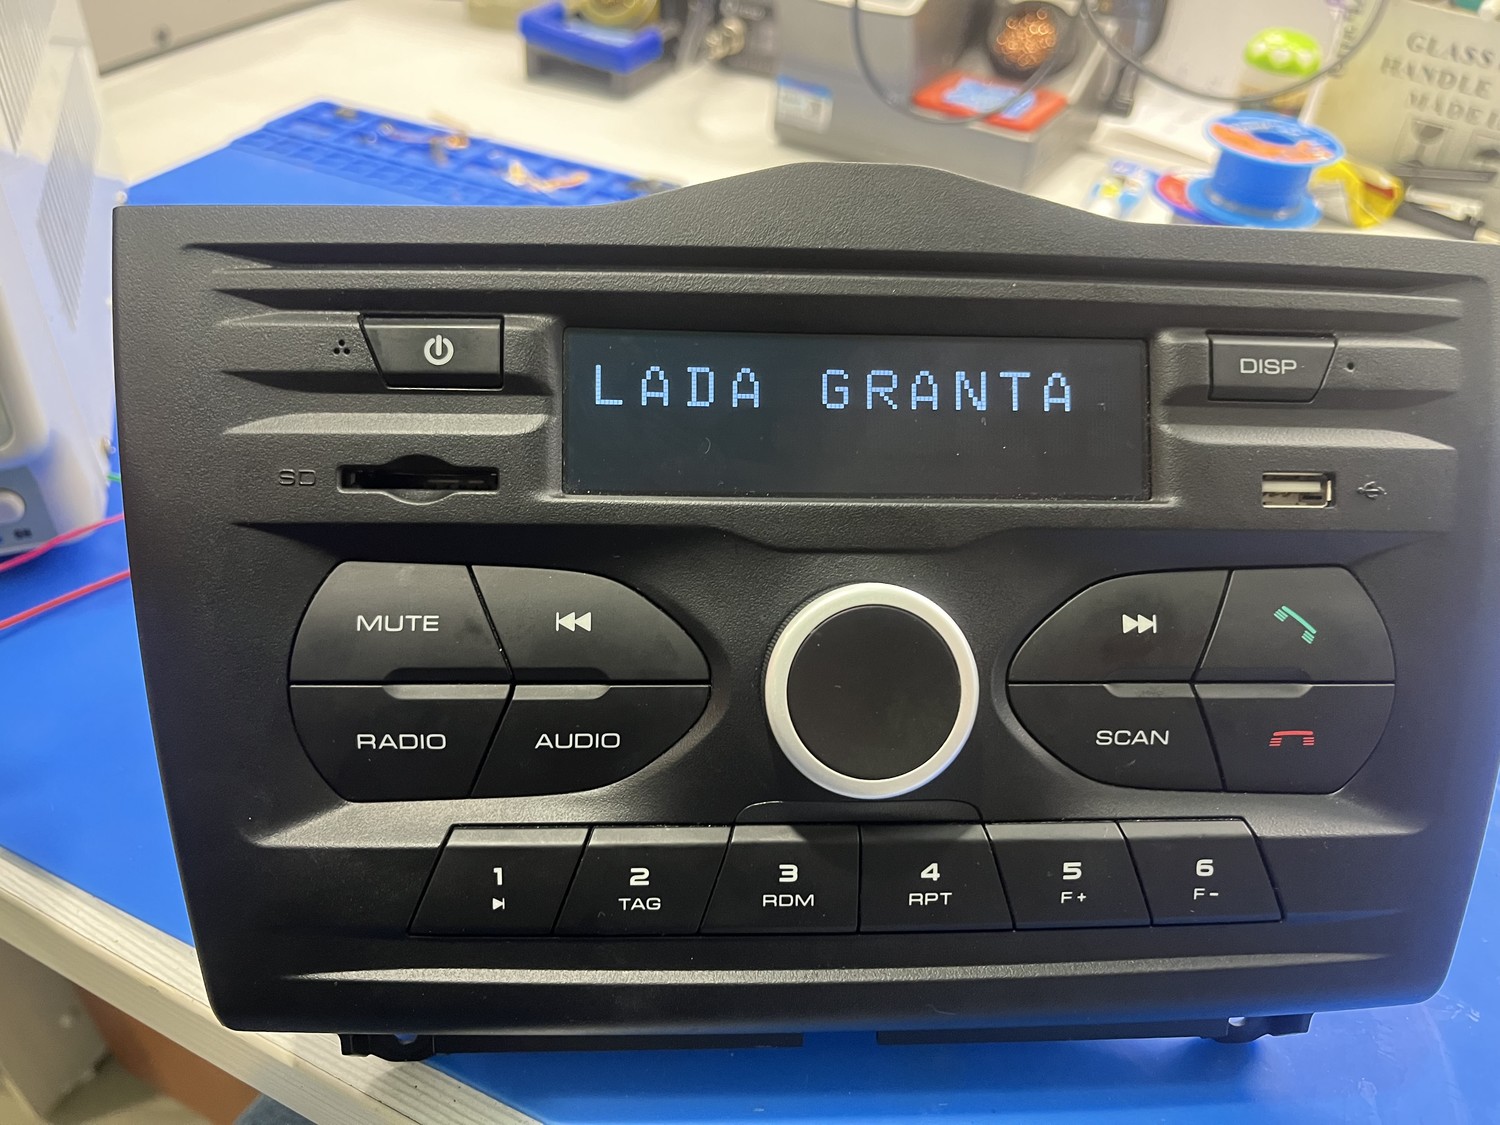 GLASS
HANDLE
MADE I
LADA GRANTA
DISP
SD
MUTE
RADIO
AUDIO
SCAN
1
2
TAG
3
RDM
4
RPT
5
F+
6
F-